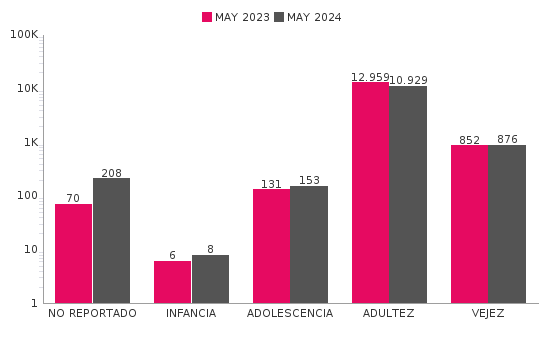 MAY 2023 MAY 2024
100K
10K
1K
100
10
1
70 208 6 8 131 153 12.959 10.929 852 876
NO REPORTADO INFANCIA ADOLESCENCIA ADULTEZ VEJEZ